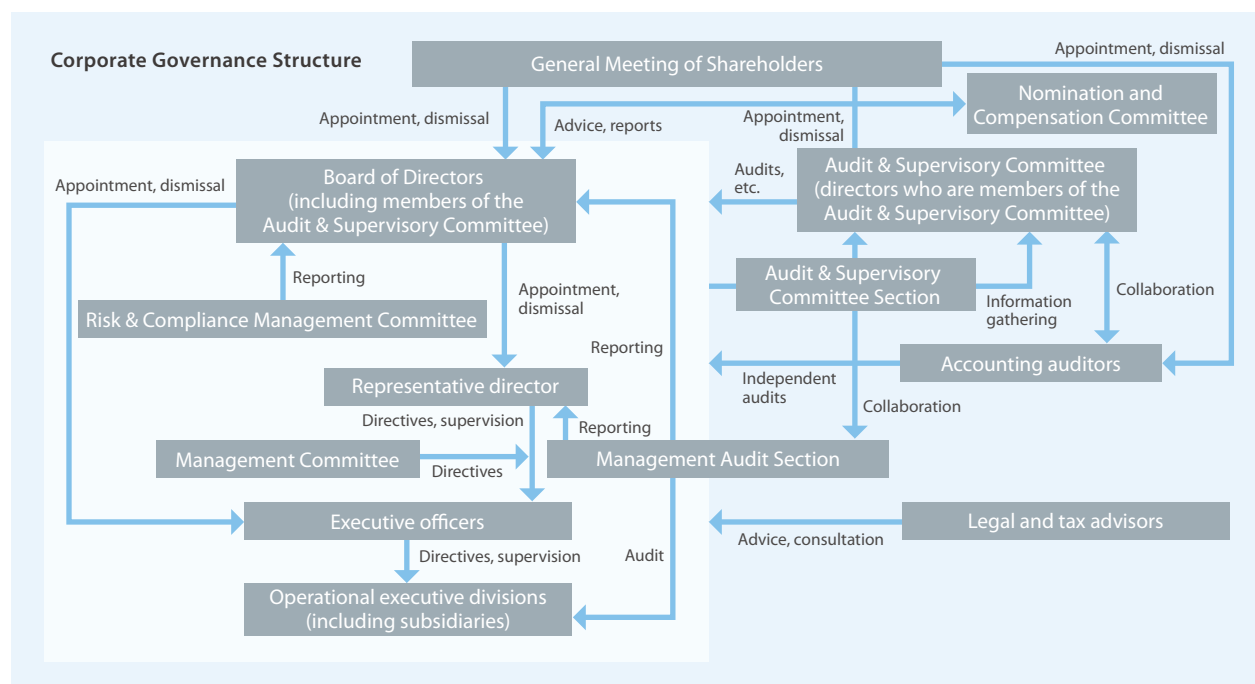 Corporate Governance Structure
General Meeting of Shareholders
Appointment, dismissal
Nomination and
Compensation Committee
Appointment, dismissal
Advice, reports
Appointment,
dismissal
Appointment, dismissal
Board of Directors
(including members of the
Audit & Supervisory Committee)
Audits,
etc.
Audit & Supervisory Committee
(directors who are members of the
Audit & Supervisory Committee)
Reporting
Appointment,
dismissal
Audit & Supervisory
Committee Section
Information
gathering
Collaboration
Risk & Compliance Management Committee
Reporting
Representative director
Independent
audits
Accounting auditors
Collaboration
Directives, supervision
Reporting
Management Committee
Directives
Management Audit Section
Executive officers
Legal and tax advisors
Advice, consultation
Directives, supervision
Audit
Operational executive divisions
(including subsidiaries)